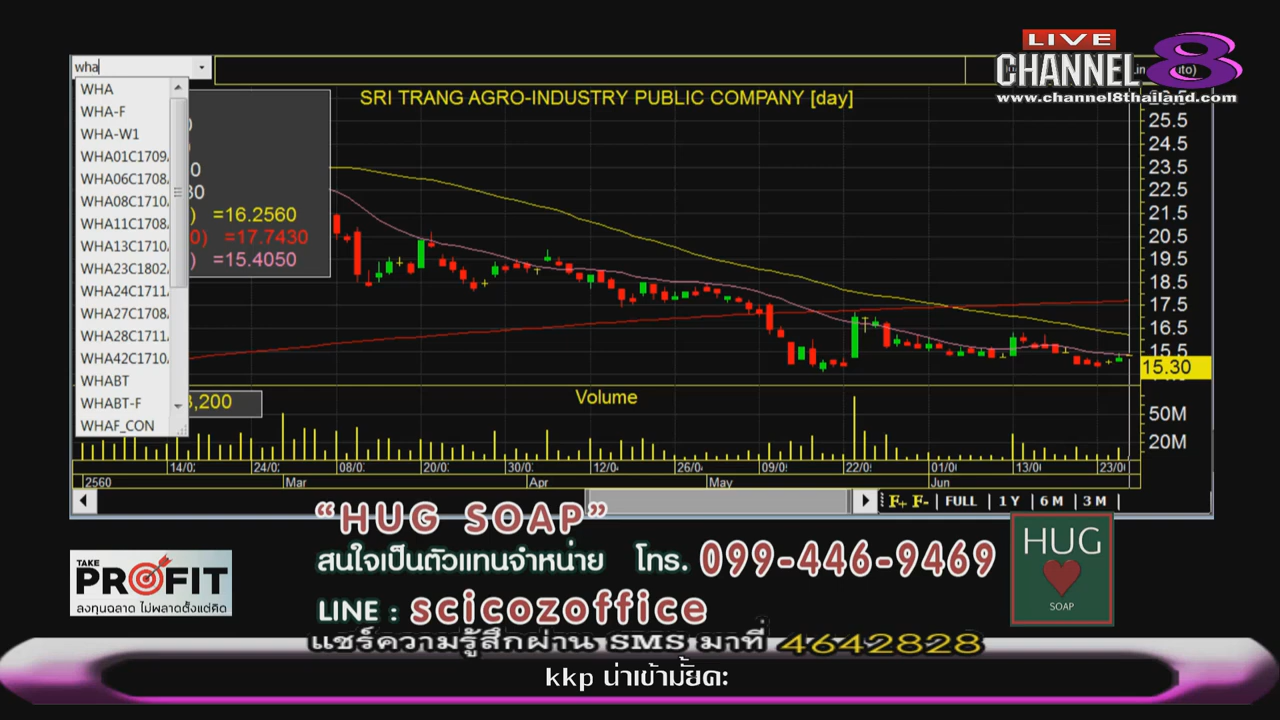 LIVE
CHANNEL 8
www.channel8thailand.com
wha
WHA
WHA-F
WHA-W1
WHA01C1709
WHA06C1708
WHA08C1710
WHA11C1708
WHA13C1710
WHA23C1802
WHA24C1711
WHA27C1708
WHA28C1711
WHA42C1710
WHABT
WHABT-F
WHAF_CON
SRI TRANG AGRO-INDUSTRY PUBLIC COMPANY [day]
=16.2560
=17.7430
=15.4050
25.5
24.5
23.5
22.5
21.5
20.5
19.5
18.5
17.5
16.5
15.5
15.30
,200
Volume
50M
20M
14/0 24/0 08/0 20/0 30/0 12/0 26/0 09/0 22/0 01/0 13/0 23/0
2560 Mar Apr May Jun
F+ F- | FULL | 1 Y | 6 M | 3 M |
“HUG SOAP”
สนใจเป็นตัวแทนจำหน่าย โทร. 099-446-9469
LINE : scicozoffice
HUG
SOAP
TAKE
PROFIT
ลงทุนฉลาด ไม่พลาดตั้งแต่คิด
แชร์ความรู้สึกผ่าน SMS มาที่ 4642828
kkp น่าเข้ามั้ยัคะ